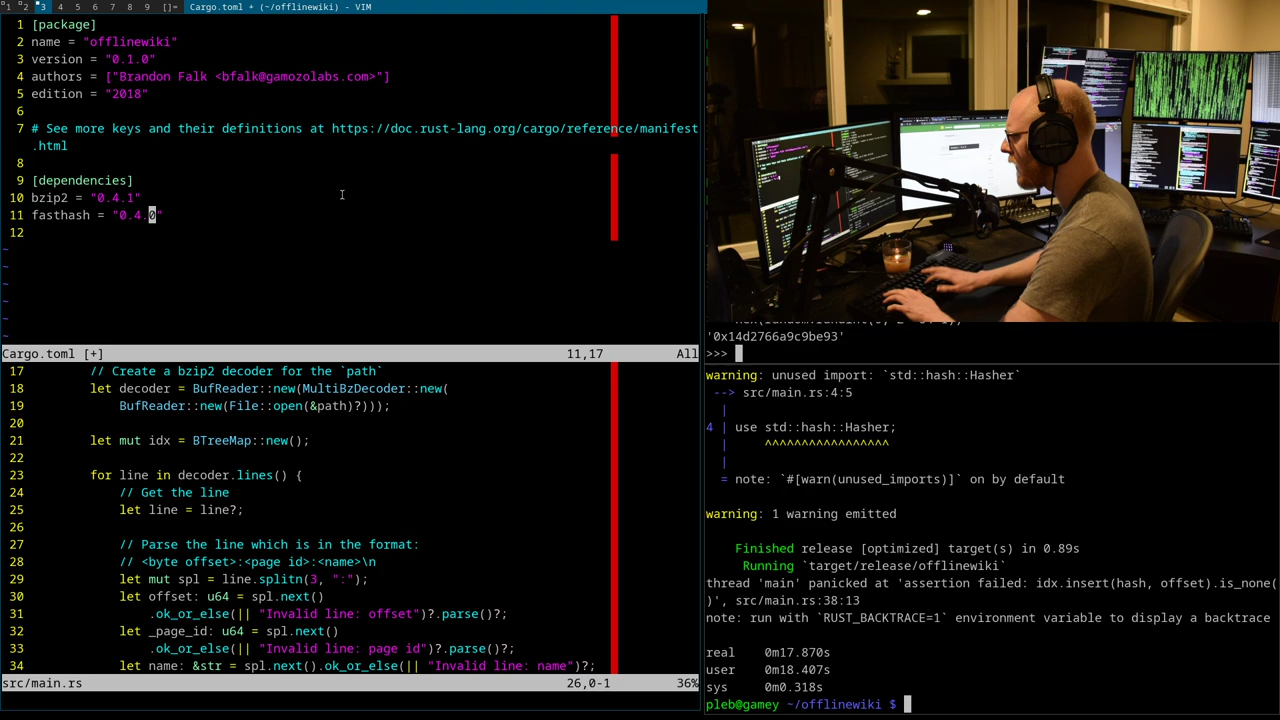 1 2 3 4 5 6 7 8 9 []= Cargo.toml + (~/offlinewiki) - VIM
1 [package]
2 name = "offlinewiki"
3 version = "0.1.0"
4 authors = ["Brandon Falk <bfalk@gamozolabs.com>"]
5 edition = "2018"
6
7 # See more keys and their definitions at https://doc.rust-lang.org/cargo/reference/manifest
.html
8
9 [dependencies]
10 bzip2 = "0.4.1"
11 fasthash = "0.4.0"
12
~
~
~
~
~
~
Cargo.toml [+] 11,17 All
17 // Create a bzip2 decoder for the `path`
18 let decoder = BufReader::new(MultiBzDecoder::new(
19 BufReader::new(File::open(&path)?)));
20
21 let mut idx = BTreeMap::new();
22
23 for line in decoder.lines() {
24 // Get the line
25 let line = line?;
26
27 // Parse the line which is in the format:
28 // <byte offset>:<page id>:<name>\n
29 let mut spl = line.splitn(3, ":");
30 let offset: u64 = spl.next()
31 .ok_or_else(|| "Invalid line: offset")?.parse()?;
32 let _page_id: u64 = spl.next()
33 .ok_or_else(|| "Invalid line: page id")?.parse()?;
34 let name: &str = spl.next().ok_or_else(|| "Invalid line: name")?;
src/main.rs 26,0-1 36%
'0x14d2766a9c9be93'
>>>
warning: unused import: `std::hash::Hasher`
--> src/main.rs:4:5
|
4 | use std::hash::Hasher;
| ^^^^^^^^^^^^^^^^^
|
= note: `#[warn(unused_imports)]` on by default
warning: 1 warning emitted
Finished release [optimized] target(s) in 0.89s
Running `target/release/offlinewiki`
thread 'main' panicked at 'assertion failed: idx.insert(hash, offset).is_none(
)', src/main.rs:38:13
note: run with `RUST_BACKTRACE=1` environment variable to display a backtrace
real 0m17.870s
user 0m18.407s
sys 0m0.318s
pleb@gamey ~/offlinewiki $